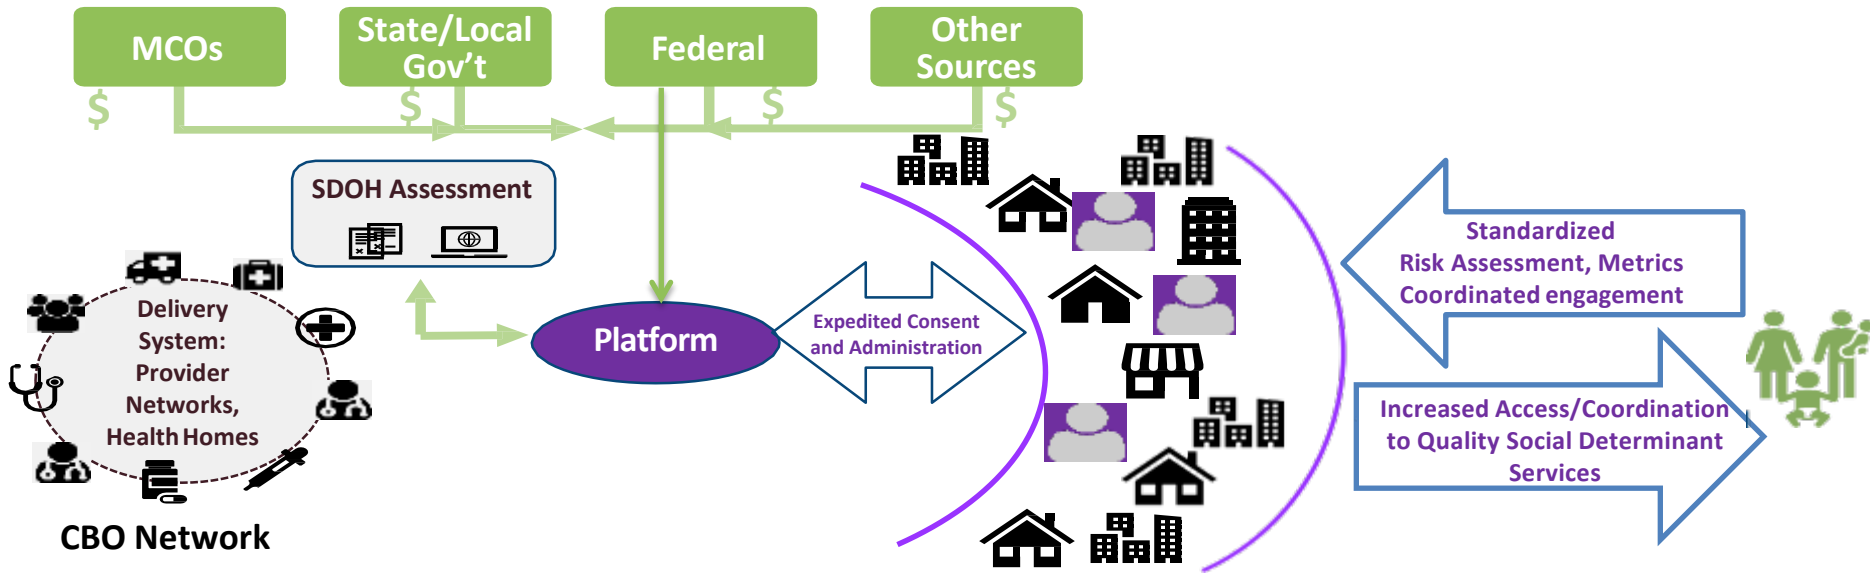 MCOs
State/Local
Gov't
Federal
Other
Sources
$
$
$
$
SDOH Assessment
Delivery
System:
Provider
Networks,
Health Homes
CBO Network
Platform
Expedited Consent
and Administration
Standardized
Risk Assessment, Metrics
Coordinated engagement
Increased Access/Coordination
to Quality Social Determinant
Services